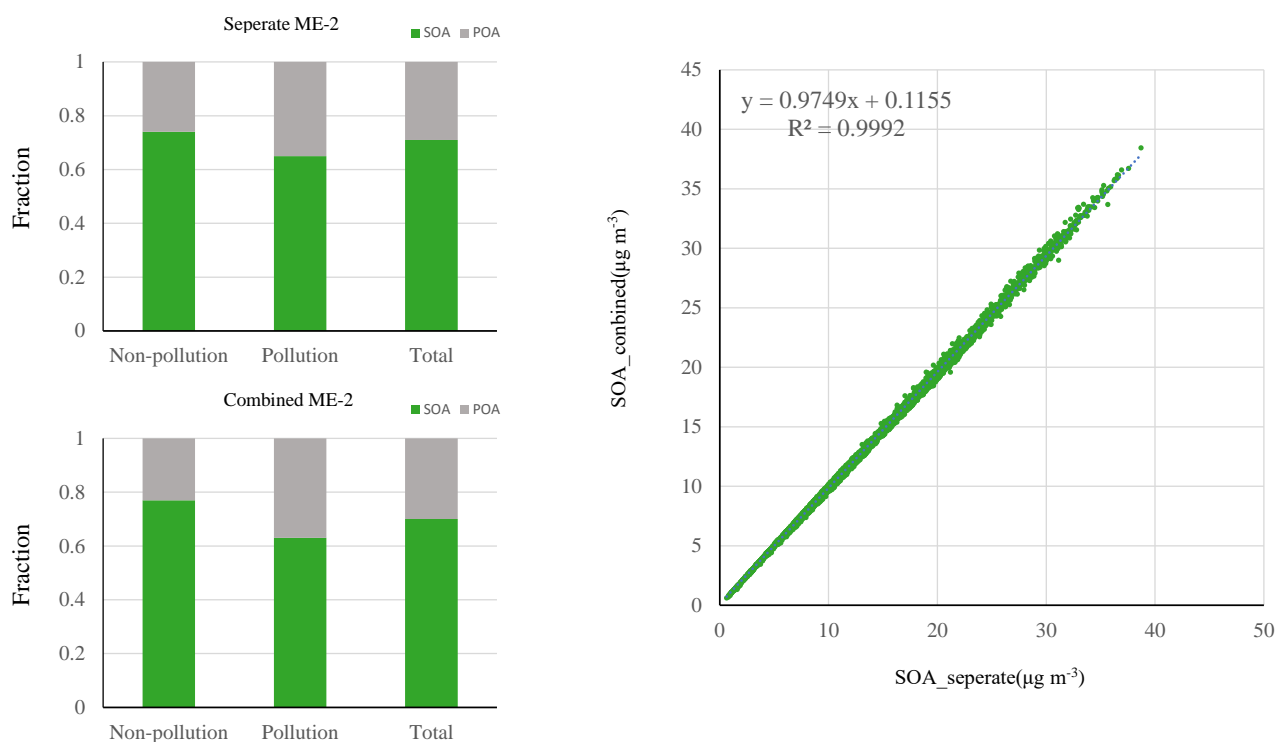 Seperate ME-2
SOA POA
1
0.8
0.6
0.4
0.2
0
Fraction
Non-pollution Pollution Total
Combined ME-2
SOA POA
1
0.8
0.6
0.4
0.2
0
Fraction
Non-pollution Pollution Total
y = 0.9749x + 0.1155
R² = 0.9992
45
40
35
30
25
20
15
10
5
0
SOA_conbined(μg m⁻³)
0 10 20 30 40 50
SOA_seperate(μg m⁻³)